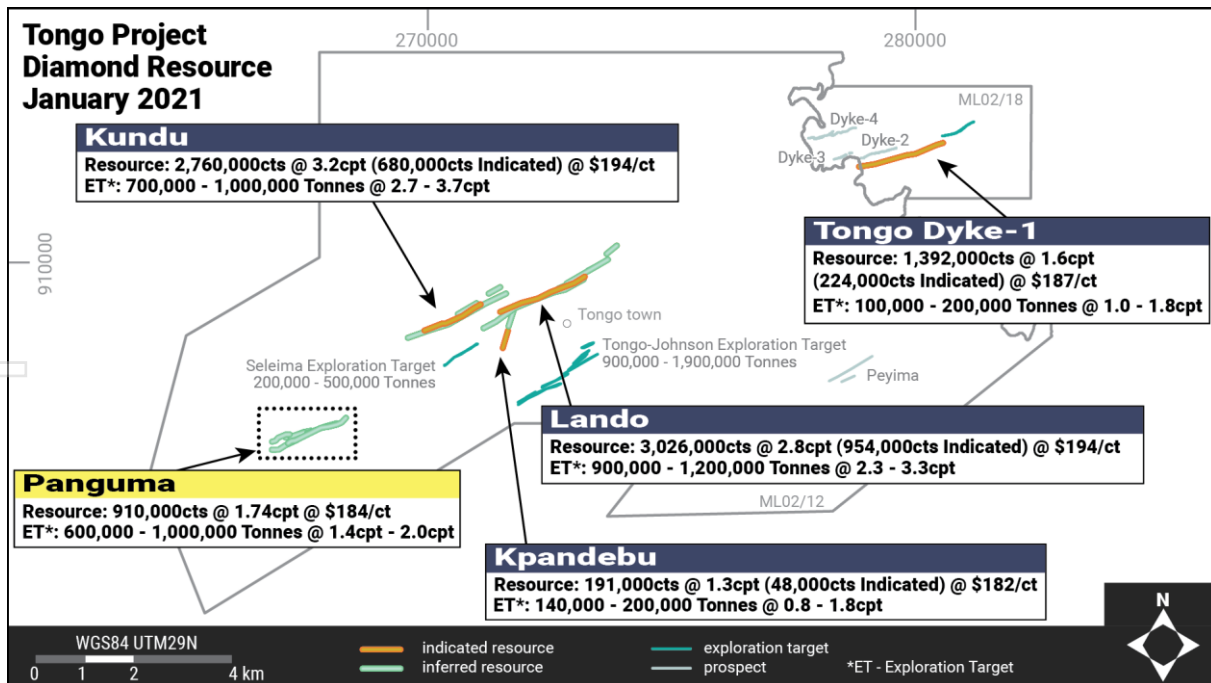 Tongo Project
Diamond Resource
January 2021
270000
280000
910000
ML02/18
Dyke-4
Dyke-2
Dyke-3
Kundu
Resource: 2,760,000cts @ 3.2cpt (680,000cts Indicated) @ $194/ct
ET*: 700,000 - 1,000,000 Tonnes @ 2.7 - 3.7cpt
Tongo Dyke-1
Resource: 1,392,000cts @ 1.6cpt
(224,000cts Indicated) @ $187/ct
ET*: 100,000 - 200,000 Tonnes @ 1.0 - 1.8cpt
Tongo town
Seleima Exploration Target
200,000 - 500,000 Tonnes
Tongo-Johnson Exploration Target
900,000 - 1,900,000 Tonnes
Peyima
Lando
Resource: 3,026,000cts @ 2.8cpt (954,000cts Indicated) @ $194/ct
ET*: 900,000 - 1,200,000 Tonnes @ 2.3 - 3.3cpt
Panguma
Resource: 910,000cts @ 1.74cpt @ $184/ct
ET*: 600,000 - 1,000,000 Tonnes @ 1.4cpt - 2.0cpt
ML02/12
Kpandebu
Resource: 191,000cts @ 1.3cpt (48,000cts Indicated) @ $182/ct
ET*: 140,000 - 200,000 Tonnes @ 0.8 - 1.8cpt
WGS84 UTM29N
0 1 2 4 km
indicated resource
inferred resource
exploration target
prospect
*ET - Exploration Target
N